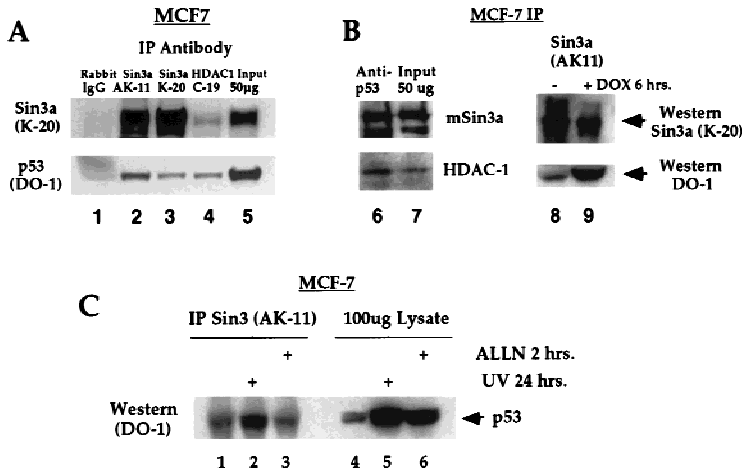 MCF7
A
IP Antibody
Rabbit IgG
Sin3a AK-11
Sin3a K-20
HDAC1 C-19
Input 50µg
Sin3a (K-20)
p53 (DO-1)
1 2 3 4 5
MCF-7 IP
B
Anti-p53
Input 50 ug
mSin3a
HDAC-1
6 7
Sin3a (AK11)
- + DOX 6 hrs.
Western Sin3a (K-20)
Western DO-1
8 9
MCF-7
C
IP Sin3 (AK-11) 100ug Lysate
+ + ALLN 2 hrs.
+ + UV 24 hrs.
Western (DO-1)
p53
1 2 3 4 5 6